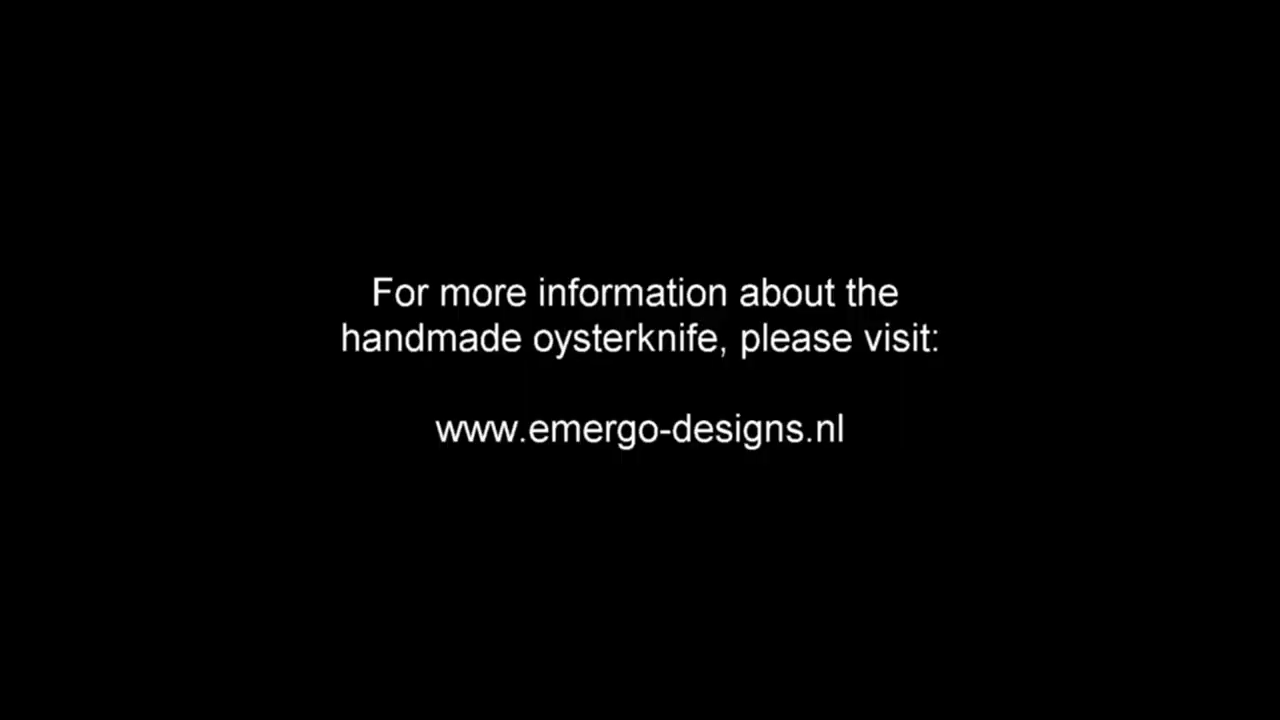 For more information about the
handmade oysterknife, please visit:
www.emergo-designs.nl